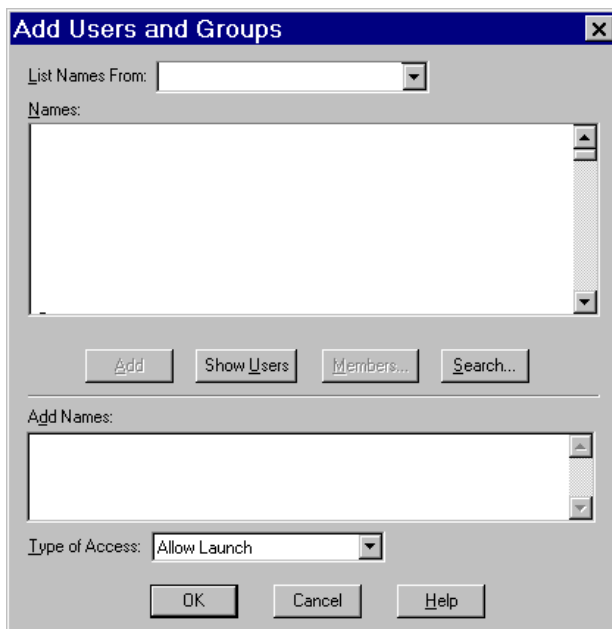 Add Users and Groups
List Names From:
Names:
Add Show Users Members... Search...
Add Names:
Type of Access: Allow Launch
OK Cancel Help